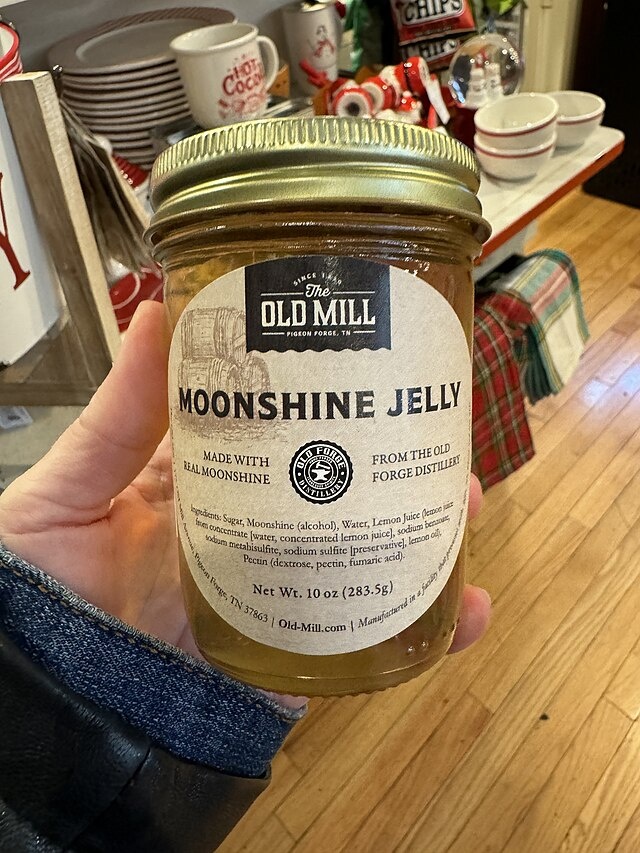 CHIPS
CHIPS
HOT
COCOA
Y
SINCE 1830
The
OLD MILL
PIGEON FORGE, TN
MOONSHINE JELLY
MADE WITH
REAL MOONSHINE
OLD FORGE
DISTILLERY
FROM THE OLD
FORGE DISTILLERY
Ingredients: Sugar, Moonshine (alcohol), Water, Lemon Juice (lemon juice
from concentrate [water, concentrated lemon juice], sodium benzoate,
sodium metabisulfite, sodium sulfite [preservative], lemon oil),
Pectin (dextrose, pectin, fumaric acid).
Net Wt. 10 oz (283.5g)
Pigeon Forge, TN 37863 | Old-Mill.com | Manufactured in a facility that